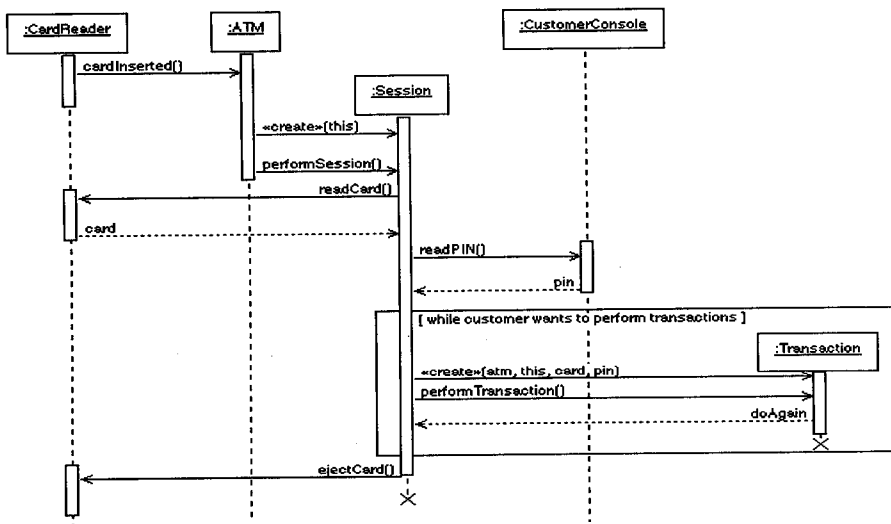 :CardReader
:ATM
:CustomerConsole
cardInserted()
:Session
«create»(this)
performSession()
readCard()
card
readPIN()
pin
[ while customer wants to perform transactions ]
:Transaction
«create»(atm, this, card, pin)
performTransaction()
doAgain
ejectCard()